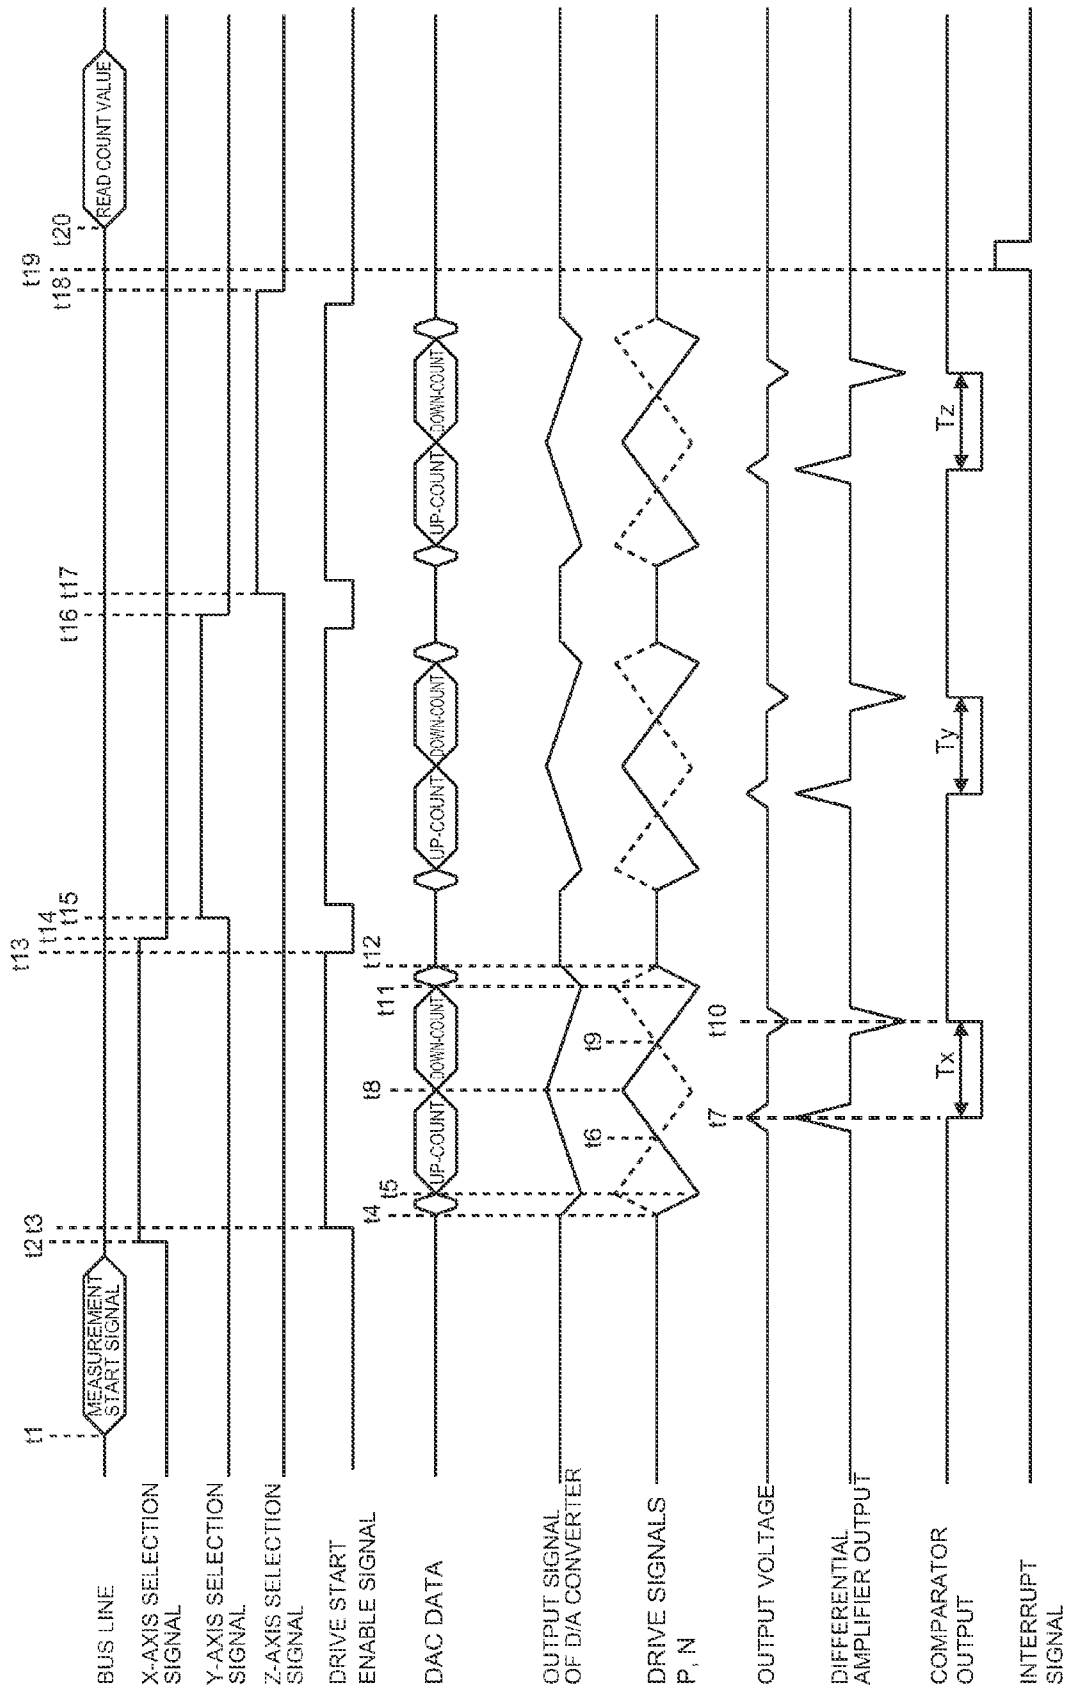 BUS LINE
X-AXIS SELECTION
SIGNAL
Y-AXIS SELECTION
SIGNAL
Z-AXIS SELECTION
SIGNAL
DRIVE START
ENABLE SIGNAL
DAC DATA
OUTPUT SIGNAL
OF D/A CONVERTER
DRIVE SIGNALS
P, N
OUTPUT VOLTAGE
DIFFERENTIAL
AMPLIFIER OUTPUT
COMPARATOR
OUTPUT
INTERRUPT
SIGNAL
t1
MEASUREMENT
START SIGNAL
t2
t3
t4
t5
t6
t7
t8
t9
t10
t11
t12
t13
t14
t15
t16
t17
t18
t19
t20
READ COUNT VALUE
UP-COUNT
DOWN-COUNT
UP-COUNT
DOWN-COUNT
UP-COUNT
DOWN-COUNT
Tx
Ty
Tz